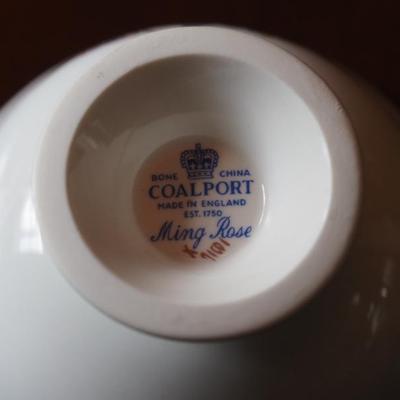 BONE CHINA
COALPORT
MADE IN ENGLAND
EST. 1750
Ming Rose